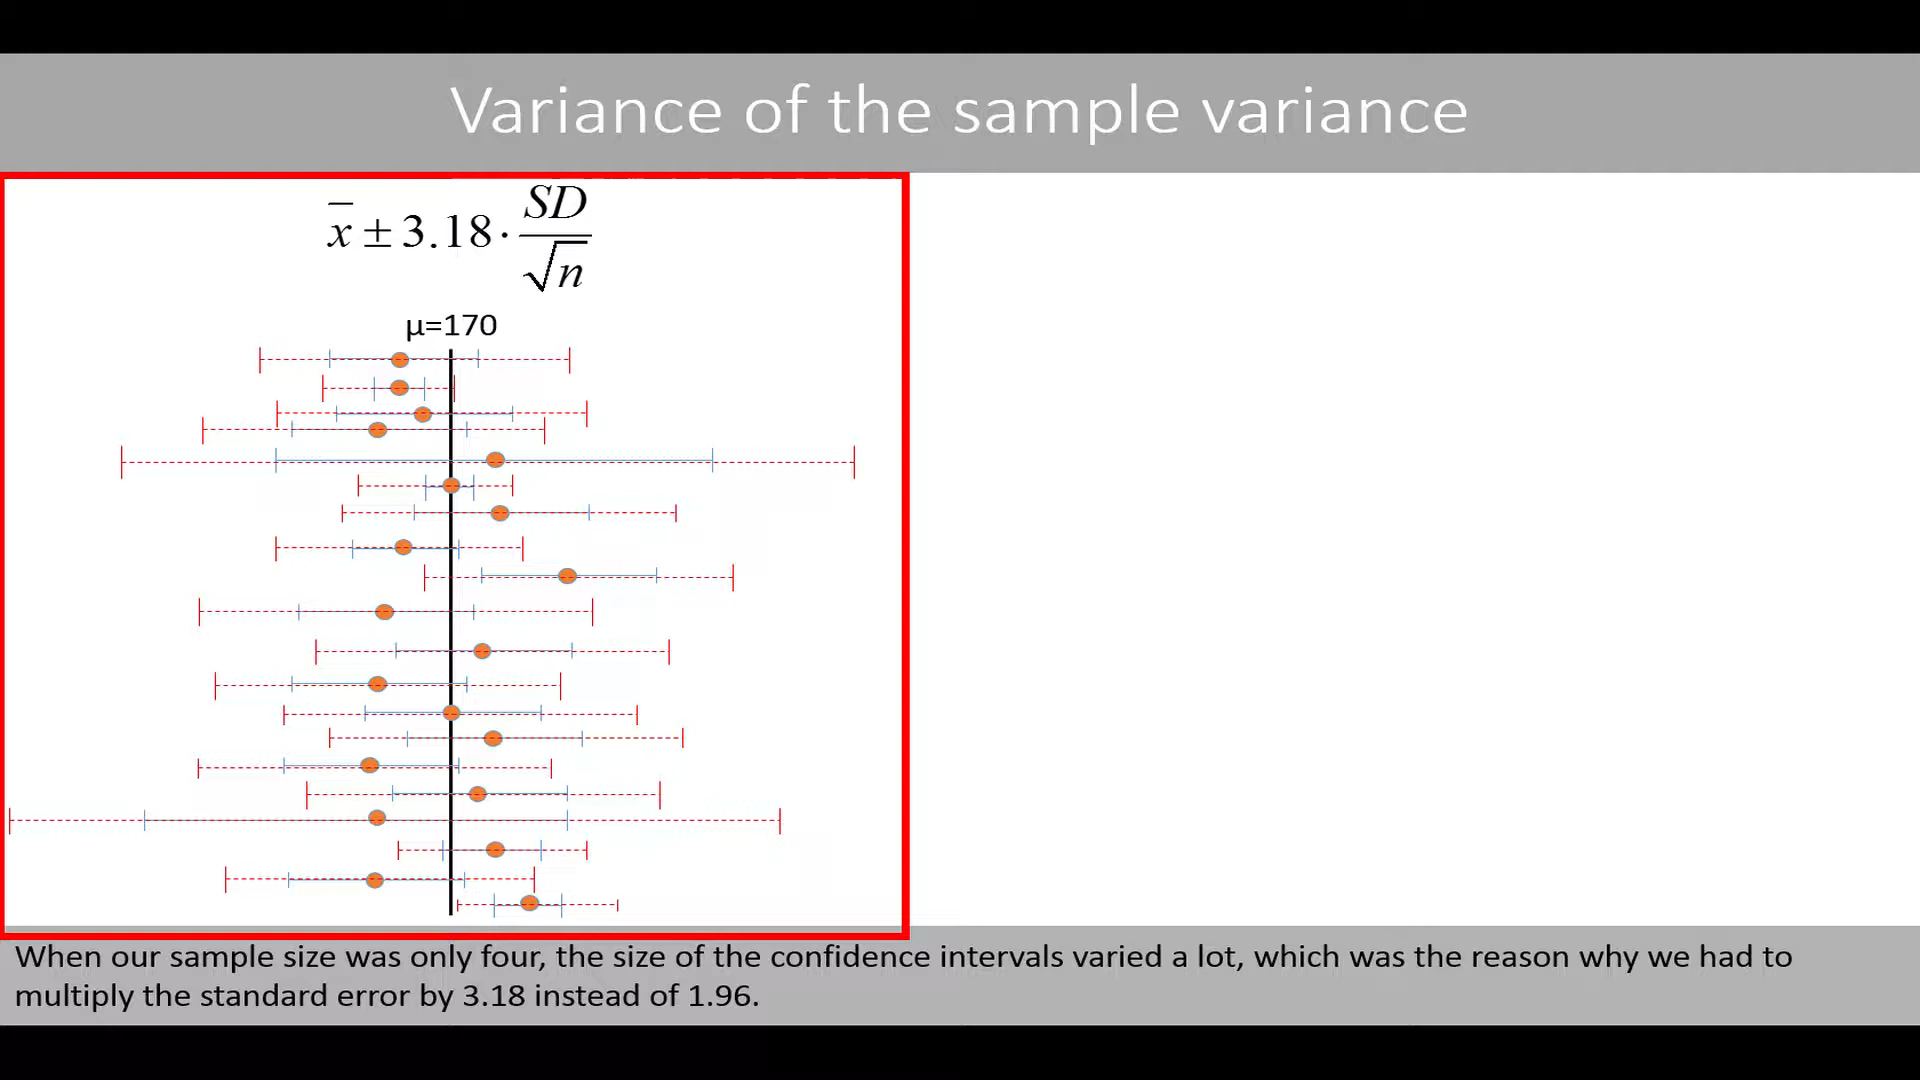 Variance of the sample variance
x̄ ± 3.18 · SD/√n
μ=170
When our sample size was only four, the size of the confidence intervals varied a lot, which was the reason why we had to
multiply the standard error by 3.18 instead of 1.96.